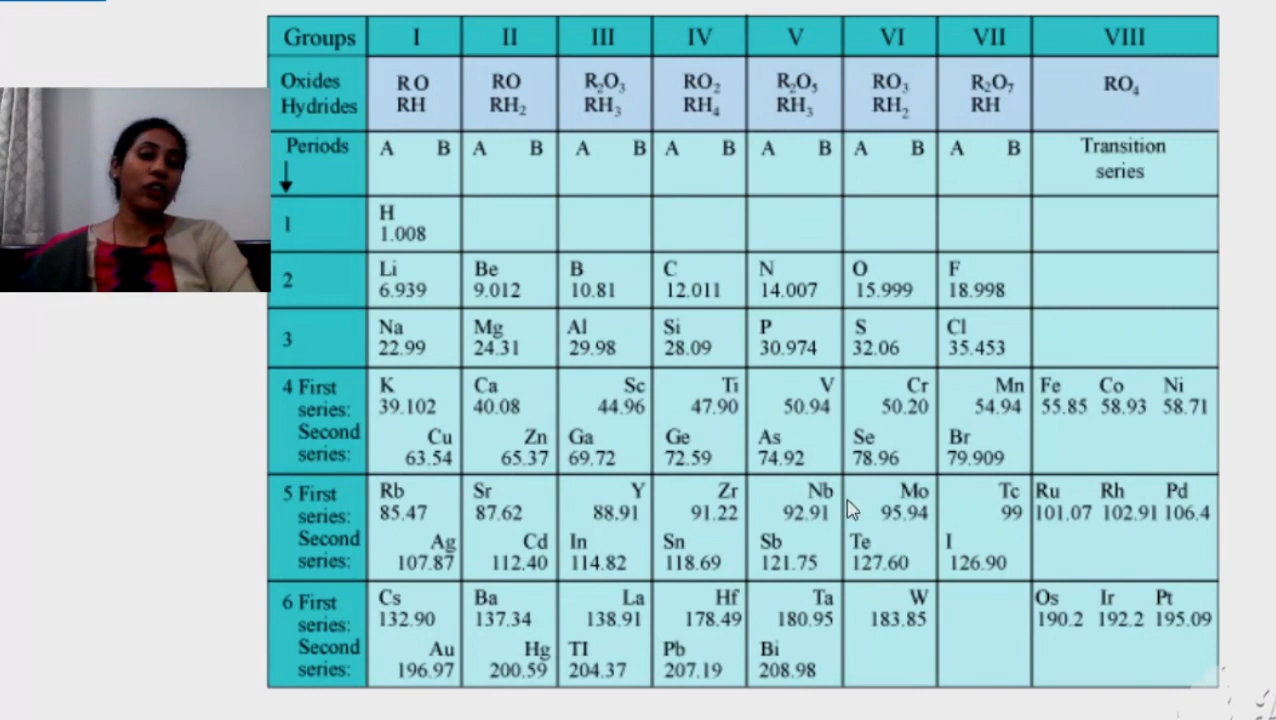 Groups I II III IV V VI VII VIII
Oxides RO RO R₂O₃ RO₂ R₂O₅ RO₃ R₂O₇ RO₄
Hydrides RH RH₂ RH₃ RH₄ RH₃ RH₂ RH
Periods A B A B A B A B A B A B A B Transition
series
1 H
1.008
2 Li Be B C N O F
6.939 9.012 10.81 12.011 14.007 15.999 18.998
3 Na Mg Al Si P S Cl
22.99 24.31 29.98 28.09 30.974 32.06 35.453
4 First K Ca Sc Ti V Cr Mn Fe Co Ni
series: 39.102 40.08 44.96 47.90 50.94 50.20 54.94 55.85 58.93 58.71
Second Cu Zn Ga Ge As Se Br
series: 63.54 65.37 69.72 72.59 74.92 78.96 79.909
5 First Rb Sr Y Zr Nb Mo Tc Ru Rh Pd
series: 85.47 87.62 88.91 91.22 92.91 95.94 99 101.07 102.91 106.4
Second Ag Cd In Sn Sb Te I
series: 107.87 112.40 114.82 118.69 121.75 127.60 126.90
6 First Cs Ba La Hf Ta W Os Ir Pt
series: 132.90 137.34 138.91 178.49 180.95 183.85 190.2 192.2 195.09
Second Au Hg TI Pb Bi
series: 196.97 200.59 204.37 207.19 208.98